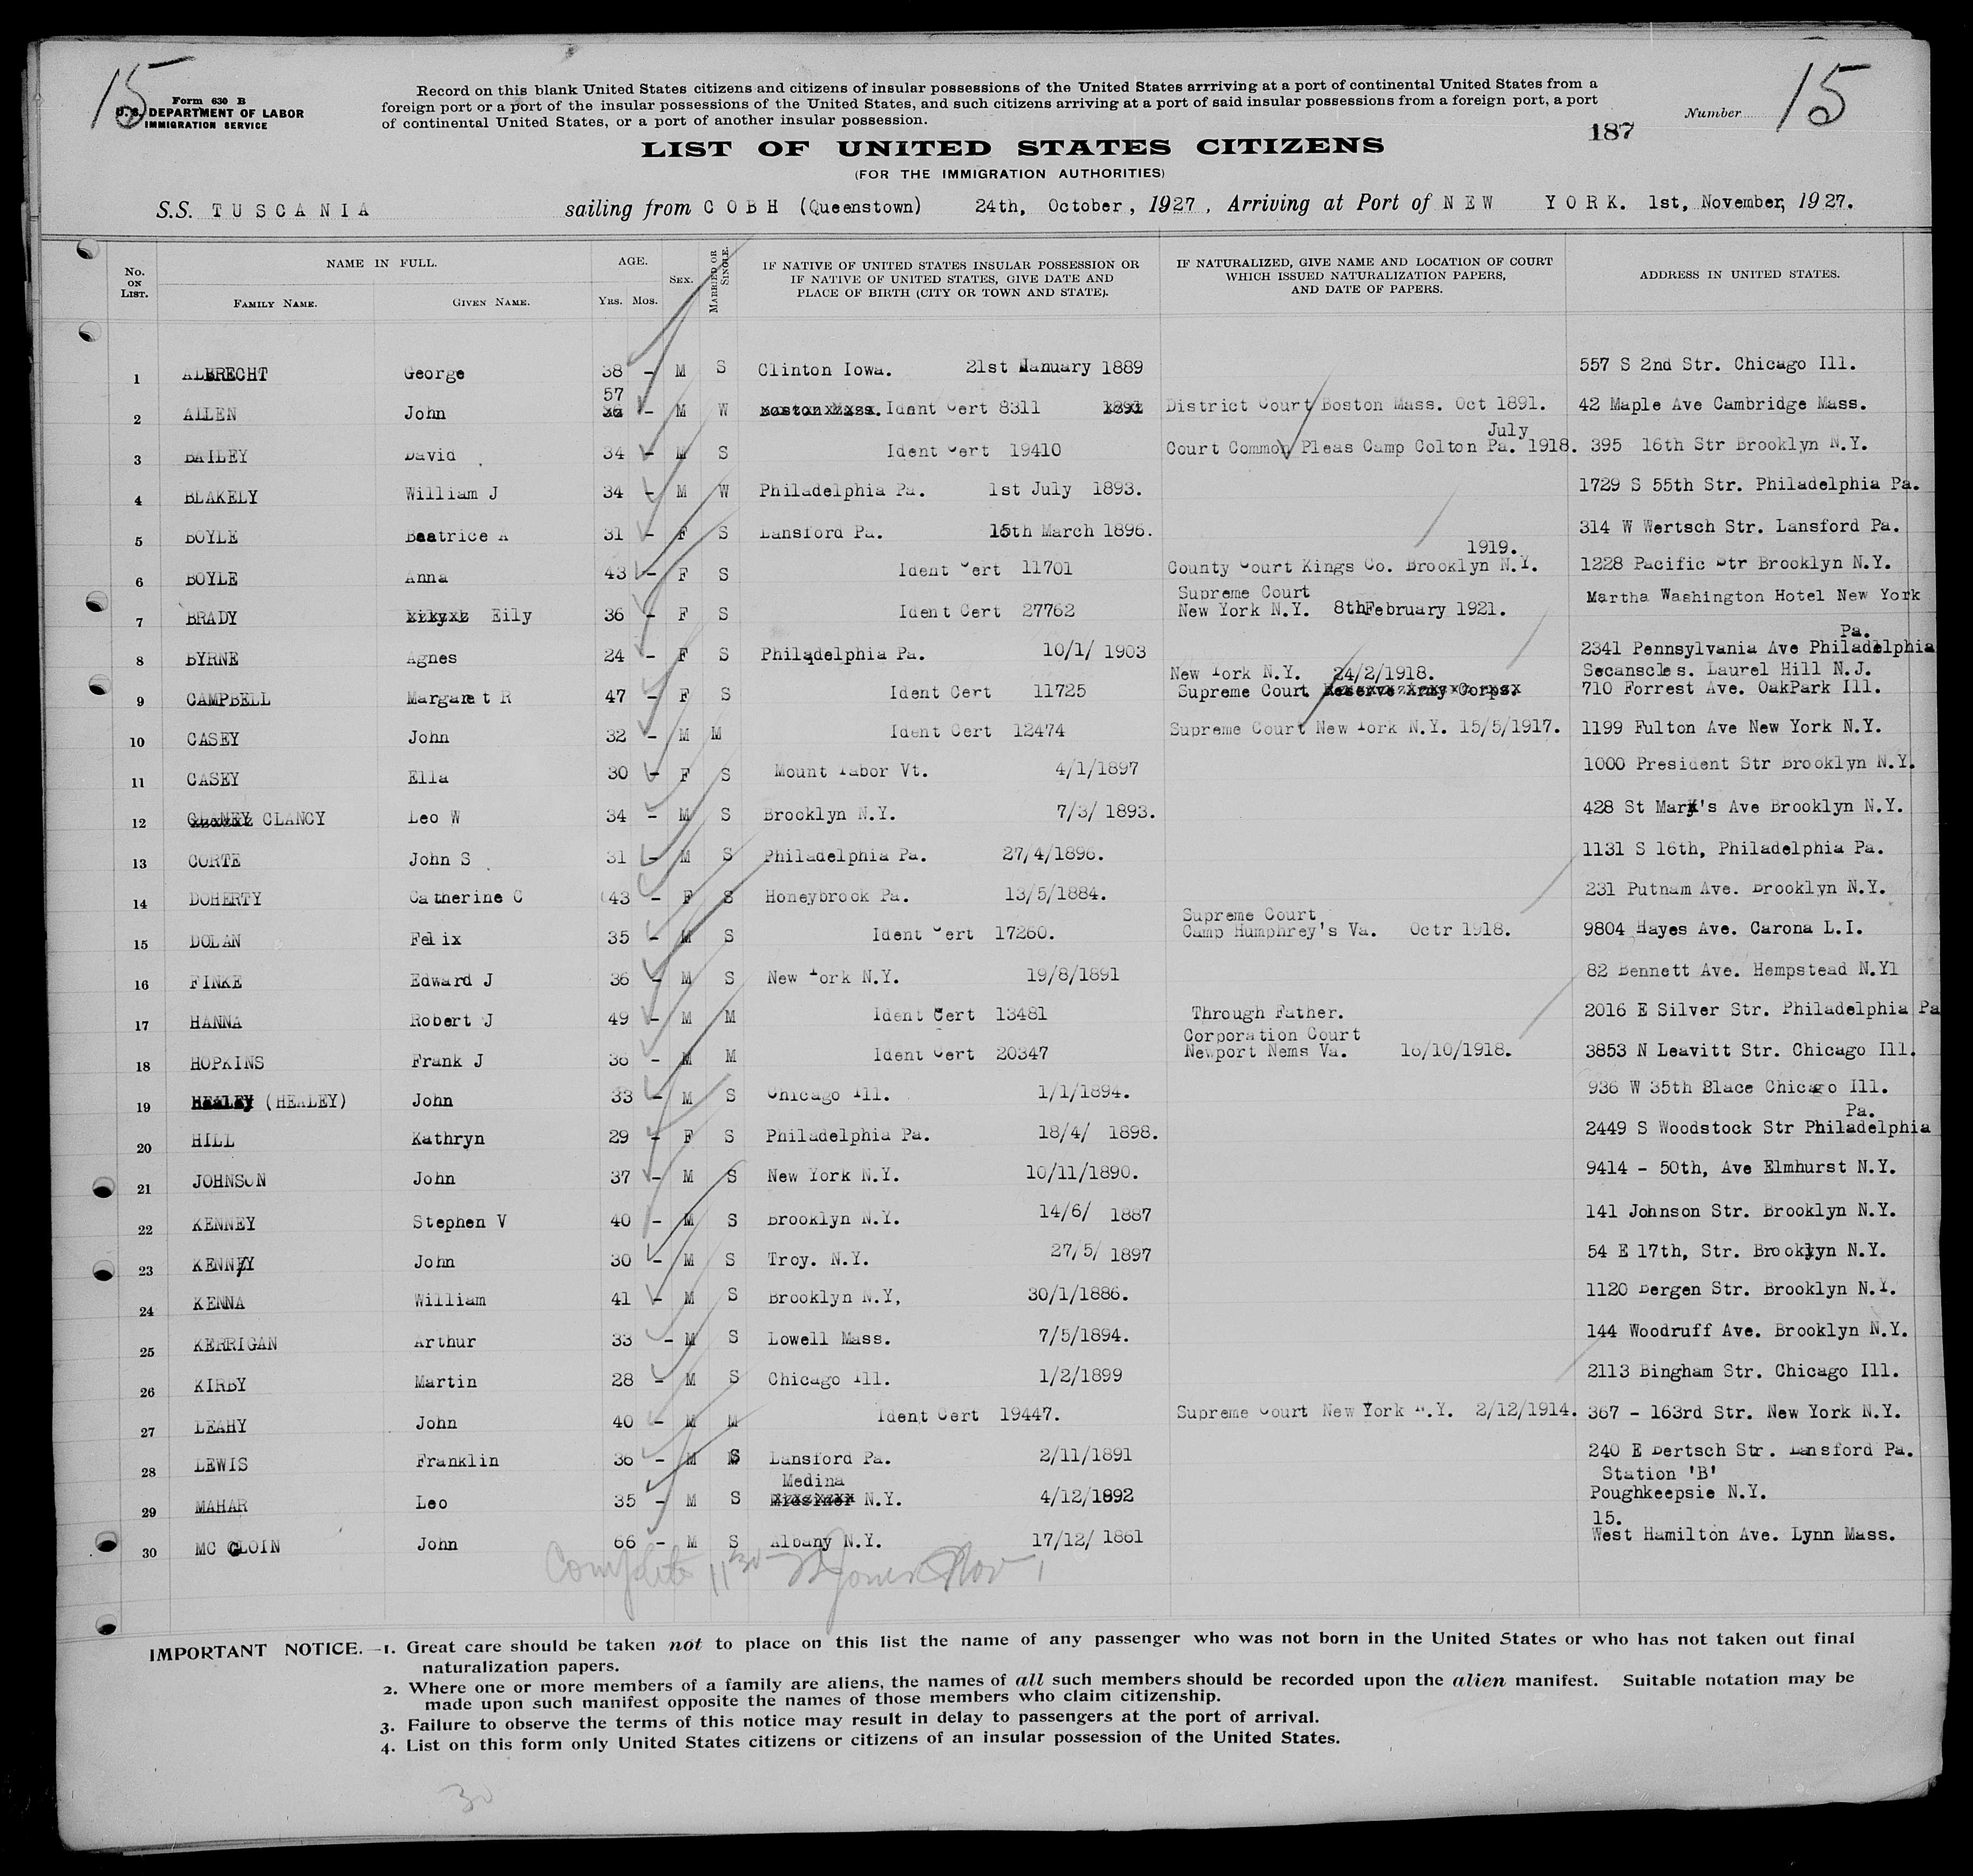 15
Form 630 B
U.S. DEPARTMENT OF LABOR
IMMIGRATION SERVICE
Record on this blank United States citizens and citizens of insular possessions of the United States arrriving at a port of continental United States from a
foreign port or a port of the insular possessions of the United States, and such citizens arriving at a port of said insular possessions from a foreign port, a port
of continental United States, or a port of another insular possession.
Number 15
187
LIST OF UNITED STATES CITIZENS
(FOR THE IMMIGRATION AUTHORITIES)
S.S. TUSCANIA sailing from COBH (Queenstown) 24th, October, 1927, Arriving at Port of NEW YORK. 1st, November, 1927.
No. ON LIST. NAME IN FULL. FAMILY NAME. GIVEN NAME. AGE. YRS. MOS. SEX. MARRIED OR SINGLE. IF NATIVE OF UNITED STATES INSULAR POSSESSION OR IF NATIVE OF UNITED STATES, GIVE DATE AND PLACE OF BIRTH (CITY OR TOWN AND STATE). IF NATURALIZED, GIVE NAME AND LOCATION OF COURT WHICH ISSUED NATURALIZATION PAPERS, AND DATE OF PAPERS. ADDRESS IN UNITED STATES.
1 ALBRECHT George 38 - M S Clinton Iowa. 21st January 1889 557 S 2nd Str. Chicago Ill.
57
2 ALLEN John - M W Ident Cert 8311 District Court Boston Mass. Oct 1891. 42 Maple Ave Cambridge Mass.
July
3 BAILEY David 34 - M S Ident Cert 19410 Court Common Pleas Camp Colton Pa. 1918. 395 16th Str Brooklyn N.Y.
4 BLAKELY William J 34 - M W Philadelphia Pa. 1st July 1893. 1729 S 55th Str. Philadelphia Pa.
5 BOYLE Beatrice A 31 - F S Lansford Pa. 15th March 1896. 314 W Wertsch Str. Lansford Pa.
1919.
6 BOYLE Anna 43 - F S Ident Cert 11701 County Court Kings Co. Brooklyn N.Y. 1228 Pacific Str Brooklyn N.Y.
Supreme Court
7 BRADY Eily 36 - F S Ident Cert 27762 New York N.Y. 8th February 1921. Martha Washington Hotel New York
Pa.
8 BYRNE Agnes 24 - F S Philadelphia Pa. 10/1/ 1903 2341 Pennsylvania Ave Philadelphia
New York N.Y. 24/2/1918. Secanscles. Laurel Hill N.J.
9 CAMPBELL Margaret R 47 - F S Ident Cert 11725 Supreme Court Reserve Army Corps. 710 Forrest Ave. OakPark Ill.
10 CASEY John 32 - M M Ident Cert 12474 Supreme Court New York N.Y. 15/5/1917. 1199 Fulton Ave New York N.Y.
11 CASEY Ella 30 - F S Mount Tabor Vt. 4/1/1897 1000 President Str Brooklyn N.Y.
12 CLANCY Leo W 34 - M S Brooklyn N.Y. 7/3/ 1893. 428 St Mark's Ave Brooklyn N.Y.
13 CORTE John S 31 - M S Philadelphia Pa. 27/4/1896. 1131 S 16th, Philadelphia Pa.
14 DOHERTY Catherine C 43 - F S Honeybrook Pa. 13/5/1884. 231 Putnam Ave. Brooklyn N.Y.
Supreme Court
15 DOLAN Felix 35 - M S Ident Cert 17260. Camp Humphrey's Va. Octr 1918. 9804 Hayes Ave. Carona L.I.
16 FINKE Edward J 36 - M S New York N.Y. 19/8/1891 82 Bennett Ave. Hempstead N.Yl
17 HANNA Robert J 49 - M M Ident Cert 13481 Through Father. 2016 E Silver Str. Philadelphia Pa
Corporation Court
18 HOPKINS Frank J 36 - M M Ident Cert 20347 Newport Nems Va. 16/10/1918. 3853 N Leavitt Str. Chicago Ill.
19 HEALEY (HEALEY) John 33 - M S Chicago Ill. 1/1/1894. 936 W 35th Blace Chicago Ill.
Pa.
20 HILL Kathryn 29 - F S Philadelphia Pa. 18/4/ 1898. 2449 S Woodstock Str Philadelphia
21 JOHNSON John 37 - M S New York N.Y. 10/11/1890. 9414 - 50th, Ave Elmhurst N.Y.
22 KENNEY Stephen V 40 - M S Brooklyn N.Y. 14/6/ 1887 141 Johnson Str. Brooklyn N.Y.
23 KENNEY John 30 - M S Troy. N.Y. 27/5/ 1897 54 E 17th, Str. Brooklyn N.Y.
24 KENNA William 41 - M S Brooklyn N.Y, 30/1/1886. 1120 Bergen Str. Brooklyn N.Y.
25 KERRIGAN Arthur 33 - M S Lowell Mass. 7/5/1894. 144 Woodruff Ave. Brooklyn N.Y.
26 KIRBY Martin 28 - M S Chicago Ill. 1/2/1899 2113 Bingham Str. Chicago Ill.
27 LEAHY John 40 - M M Ident Cert 19447. Supreme Court New York N.Y. 2/12/1914. 367 - 163rd Str. New York N.Y.
28 LEWIS Franklin 36 - M S Lansford Pa. 2/11/1891 240 E Bertsch Str. Lansford Pa.
Medina Station 'B'
29 MAHAR Leo 35 - M S N.Y. 4/12/1892 Poughkeepsie N.Y.
15.
30 MC GLOIN John 66 - M S Albany N.Y. 17/12/ 1861 West Hamilton Ave. Lynn Mass.
Complete 11 30 Jones Nov 1
IMPORTANT NOTICE.—1. Great care should be taken not to place on this list the name of any passenger who was not born in the United States or who has not taken out final
naturalization papers.
2. Where one or more members of a family are aliens, the names of all such members should be recorded upon the alien manifest. Suitable notation may be
made upon such manifest opposite the names of those members who claim citizenship.
3. Failure to observe the terms of this notice may result in delay to passengers at the port of arrival.
4. List on this form only United States citizens or citizens of an insular possession of the United States.
30